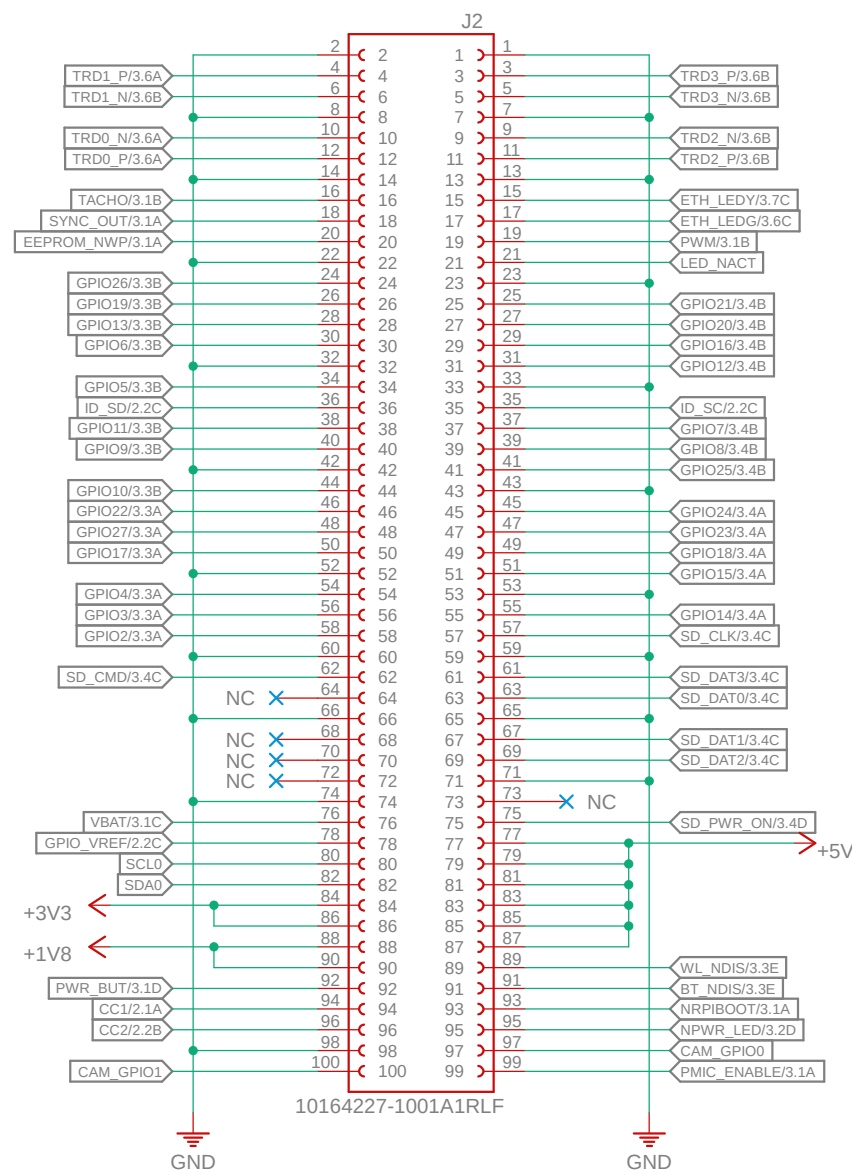 J2
2 2 1 1
TRD1_P/3.6A 4 4 3 3 TRD3_P/3.6B
TRD1_N/3.6B 6 6 5 5 TRD3_N/3.6B
8 8 7 7
TRD0_N/3.6A 10 10 9 9 TRD2_N/3.6B
TRD0_P/3.6A 12 12 11 11 TRD2_P/3.6B
14 14 13 13
TACHO/3.1B 16 16 15 15 ETH_LEDY/3.7C
SYNC_OUT/3.1A 18 18 17 17 ETH_LEDG/3.6C
EEPROM_NWP/3.1A 20 20 19 19 PWM/3.1B
22 22 21 21 LED_NACT
GPIO26/3.3B 24 24 23 23
GPIO19/3.3B 26 26 25 25 GPIO21/3.4B
GPIO13/3.3B 28 28 27 27 GPIO20/3.4B
GPIO6/3.3B 30 30 29 29 GPIO16/3.4B
32 32 31 31 GPIO12/3.4B
GPIO5/3.3B 34 34 33 33
ID_SD/2.2C 36 36 35 35 ID_SC/2.2C
GPIO11/3.3B 38 38 37 37 GPIO7/3.4B
GPIO9/3.3B 40 40 39 39 GPIO8/3.4B
42 42 41 41 GPIO25/3.4B
GPIO10/3.3B 44 44 43 43
GPIO22/3.3A 46 46 45 45 GPIO24/3.4A
GPIO27/3.3A 48 48 47 47 GPIO23/3.4A
GPIO17/3.3A 50 50 49 49 GPIO18/3.4A
52 52 51 51 GPIO15/3.4A
GPIO4/3.3A 54 54 53 53
GPIO3/3.3A 56 56 55 55 GPIO14/3.4A
GPIO2/3.3A 58 58 57 57 SD_CLK/3.4C
60 60 59 59
SD_CMD/3.4C 62 62 61 61 SD_DAT3/3.4C
NC 64 64 63 63 SD_DAT0/3.4C
66 66 65 65
NC 68 68 67 67 SD_DAT1/3.4C
NC 70 70 69 69 SD_DAT2/3.4C
NC 72 72 71 71
74 74 73 73 NC
VBAT/3.1C 76 76 75 75 SD_PWR_ON/3.4D
GPIO_VREF/2.2C 78 78 77 77 +5V
SCL0 80 80 79 79
SDA0 82 82 81 81
+3V3 84 84 83 83
86 86 85 85
+1V8 88 88 87 87
90 90 89 89 WL_NDIS/3.3E
PWR_BUT/3.1D 92 92 91 91 BT_NDIS/3.3E
CC1/2.1A 94 94 93 93 NRPIBOOT/3.1A
CC2/2.2B 96 96 95 95 NPWR_LED/3.2D
98 98 97 97 CAM_GPIO0
CAM_GPIO1 100 100 99 99 PMIC_ENABLE/3.1A
10164227-1001A1RLF
GND GND